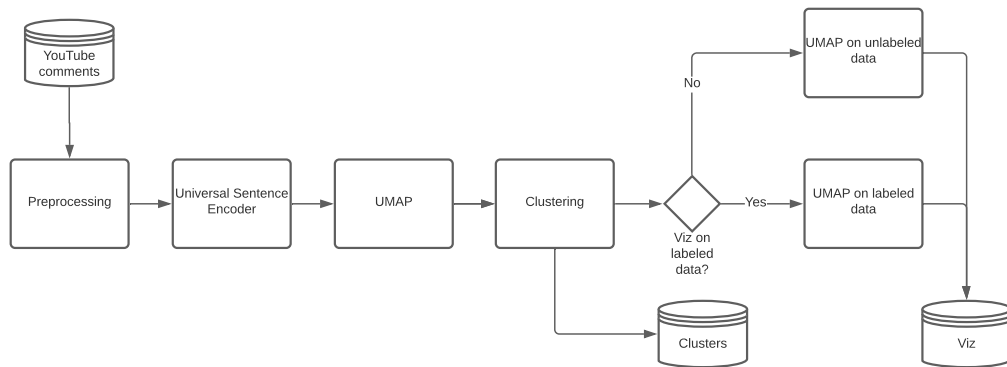 YouTube
comments
UMAP on unlabeled
data
No
Preprocessing
Universal Sentence
Encoder
UMAP
Clustering
Yes
UMAP on labeled
data
Viz on
labeled
data?
Clusters
Viz